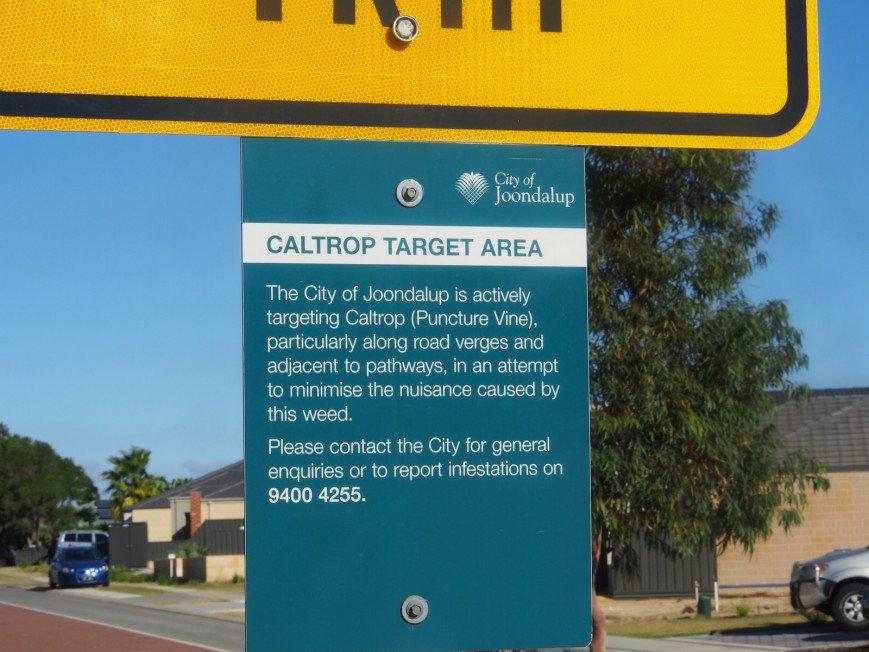 City of
Joondalup
CALTROP TARGET AREA
The City of Joondalup is actively
targeting Caltrop (Puncture Vine),
particularly along road verges and
adjacent to pathways, in an attempt
to minimise the nuisance caused by
this weed.
Please contact the City for general
enquiries or to report infestations on
9400 4255.